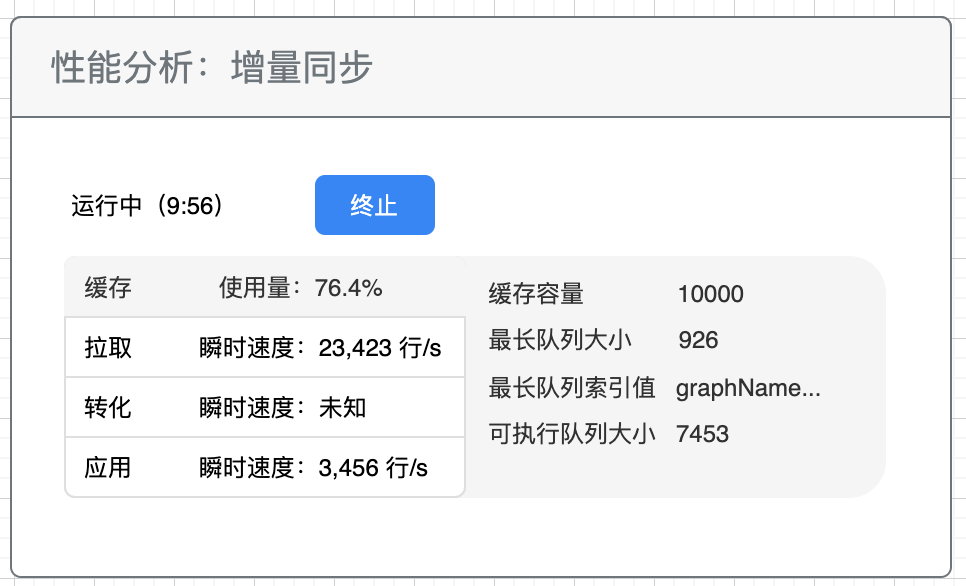 性能分析：增量同步
运行中（9:56）
终止
缓存 使用量：76.4%
拉取 瞬时速度：23,423 行/s
转化 瞬时速度：未知
应用 瞬时速度：3,456 行/s
缓存容量 10000
最长队列大小 926
最长队列索引值 graphName...
可执行队列大小 7453